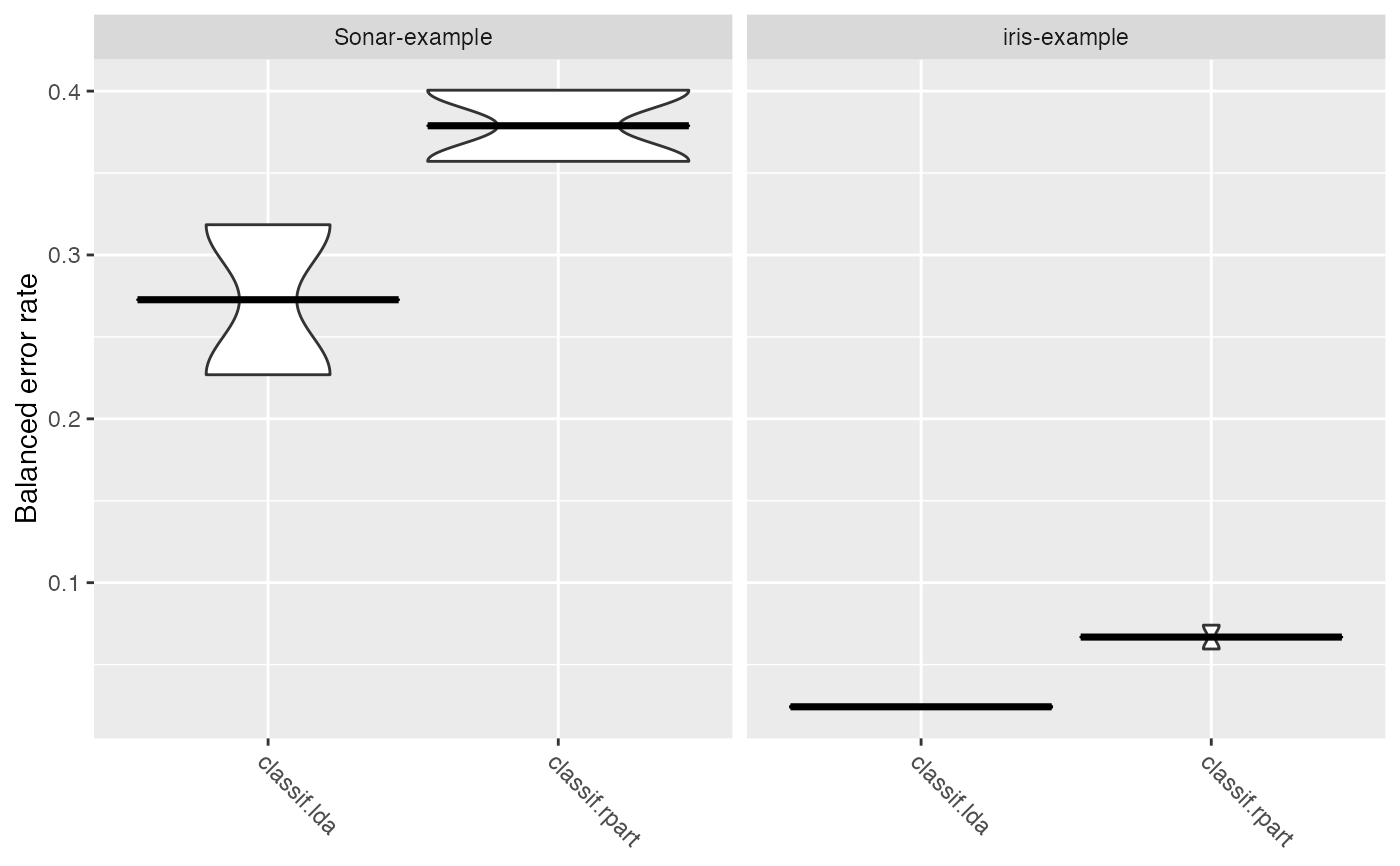 Sonar-example
iris-example
Balanced error rate
0.4
0.3
0.2
0.1
classif.lda
classif.rpart
classif.lda
classif.rpart